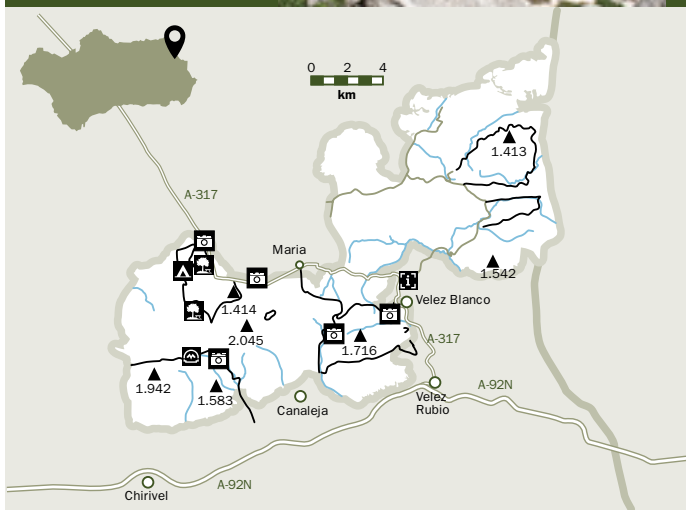 0 2 4
km
1.413
A-317
Maria
1.542
1.414
Velez Blanco
2.045
A-317
1.716
1.942
1.583
Velez
Rubio
A-92N
Canaleja
A-92N
Chirivel